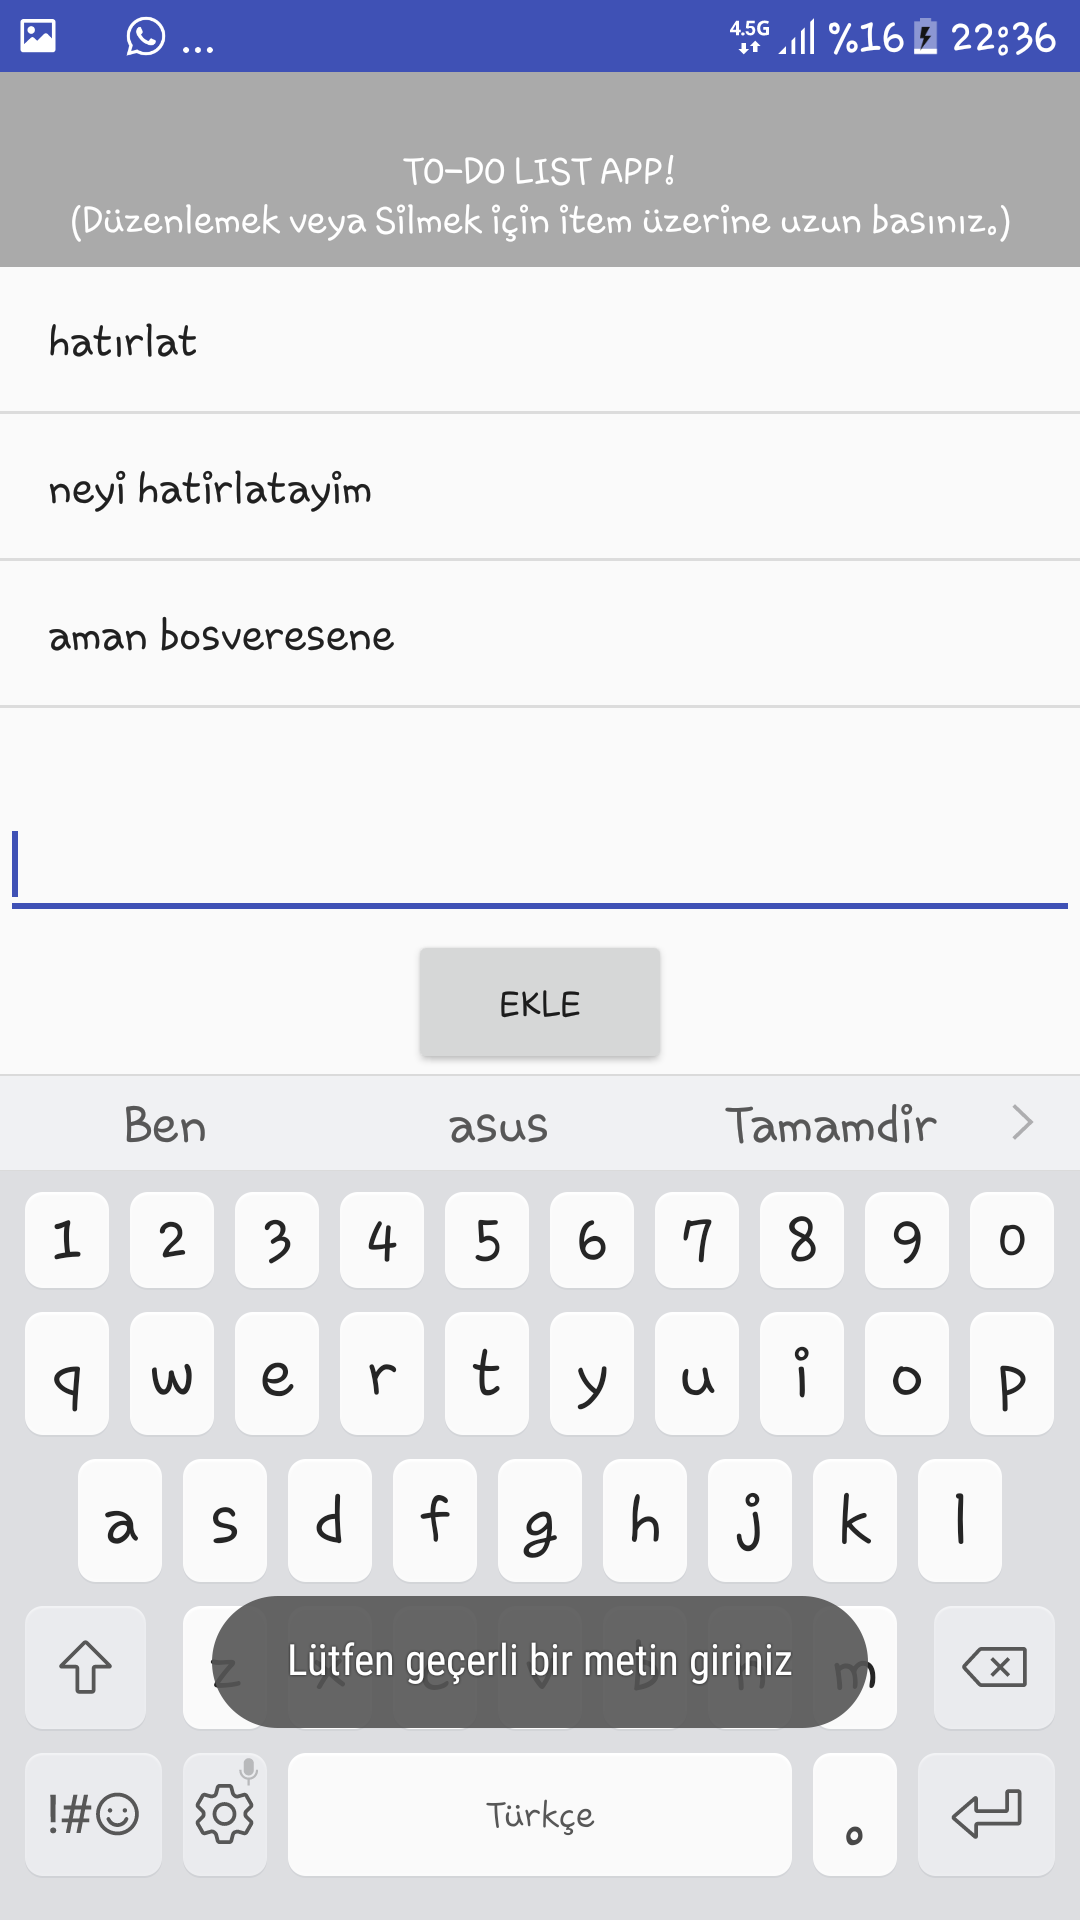 4.5G %16 22:36
TO-DO LIST APP!
(Düzenlemek veya Silmek için item üzerine uzun basınız.)
hatırlat
neyi hatirlatayim
aman bosveresene
EKLE
Ben asus Tamamdir
1 2 3 4 5 6 7 8 9 0
q w e r t y u i o p
a s d f g h j k l
z x c v b n m
Lütfen geçerli bir metin giriniz
!#☺ Türkçe .